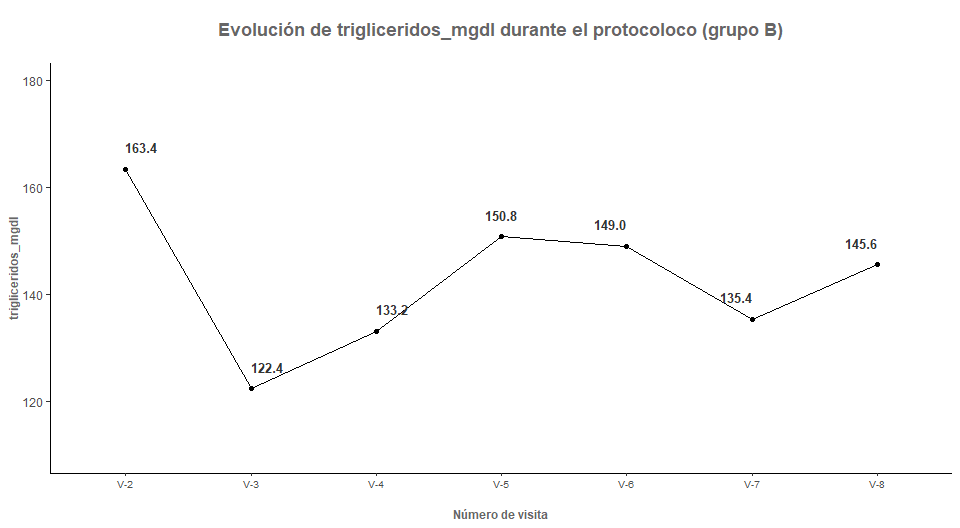 Evolución de trigliceridos_mgdl durante el protocoloco (grupo B)
180
160
140
120
trigliceridos_mgdl
163.4
122.4
133.2
150.8
149.0
135.4
145.6
V-2
V-3
V-4
V-5
V-6
V-7
V-8
Número de visita